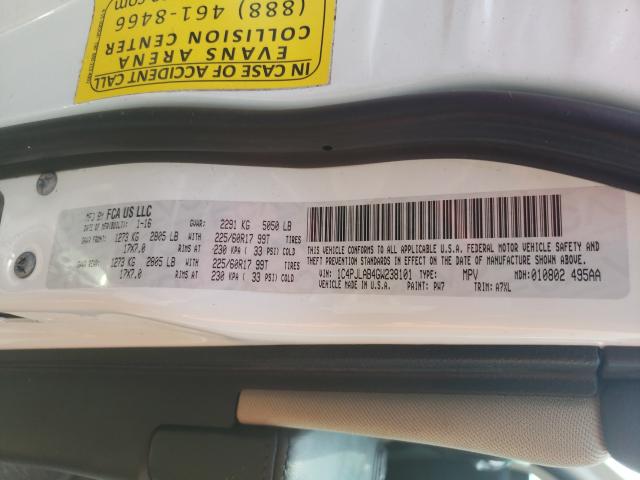 IN CASE OF ACCIDENT CALL
EVANS ARENA
COLLISION CENTER
(888) 461-8466
MFD BY FCA US LLC
DATE OF MFR 1-16
GVWR: 2291 KG 5050 LB
GAWR FRONT: 1273 KG 2805 LB WITH 225/60R17 99T TIRES
17X7.0 RIMS AT 230 KPA ( 33 PSI) COLD
GAWR REAR: 1273 KG 2805 LB WITH 225/60R17 99T TIRES
17X7.0 RIMS AT 230 KPA ( 33 PSI) COLD
THIS VEHICLE CONFORMS TO ALL APPLICABLE U.S.A. FEDERAL MOTOR VEHICLE SAFETY AND
THEFT PREVENTION STANDARDS IN EFFECT ON THE DATE OF MANUFACTURE SHOWN ABOVE.
VIN: 1C4PJLAB4GW238101 TYPE: MPV MDH: 010802 495AA
VEHICLE MADE IN U.S.A. PAINT: PW7 TRIM: A7XL